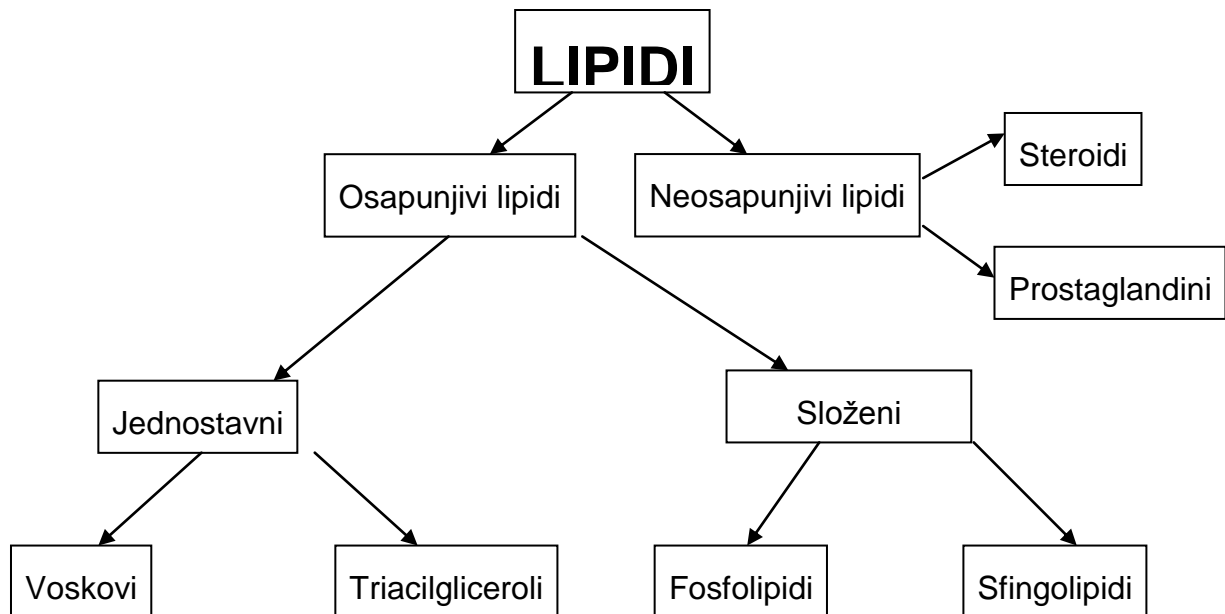 LIPIDI
Steroidi
Osapunjivi lipidi
Neosapunjivi lipidi
Prostaglandini
Jednostavni
Složeni
Voskovi
Triacilgliceroli
Fosfolipidi
Sfingolipidi